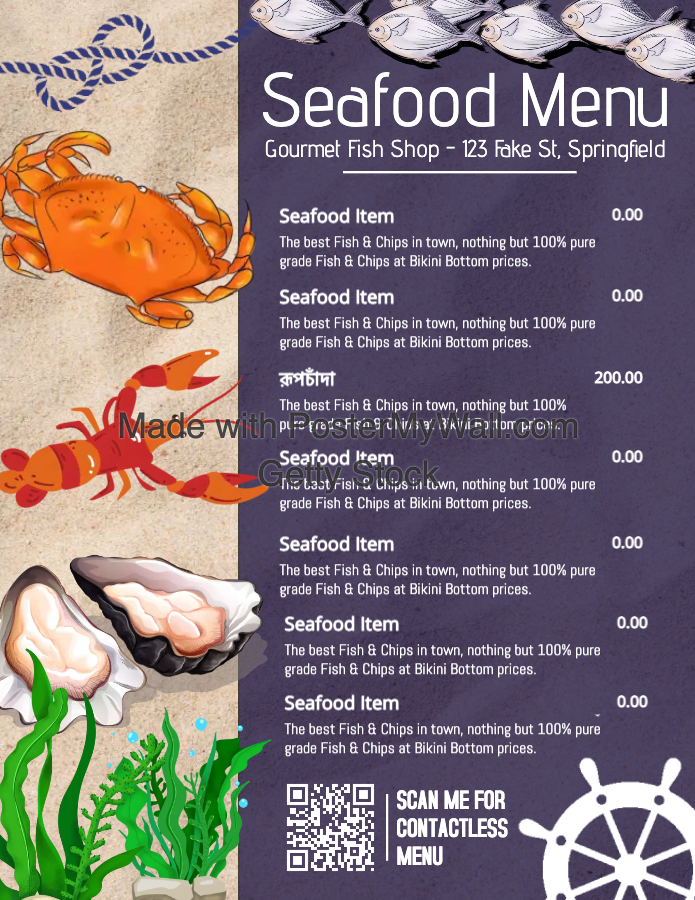 Seafood Menu
Gourmet Fish Shop - 123 Fake St, Springfield
Seafood Item 0.00
The best Fish & Chips in town, nothing but 100% pure
grade Fish & Chips at Bikini Bottom prices.
Seafood Item 0.00
The best Fish & Chips in town, nothing but 100% pure
grade Fish & Chips at Bikini Bottom prices.
রূপচাঁদা 200.00
The best Fish & Chips in town, nothing but 100%
pure grade Fish & Chips at Bikini Bottom prices.
Made with PosterMyWall.com
Seafood Item 0.00
Getty Stock
The best Fish & Chips in town, nothing but 100% pure
grade Fish & Chips at Bikini Bottom prices.
Seafood Item 0.00
The best Fish & Chips in town, nothing but 100% pure
grade Fish & Chips at Bikini Bottom prices.
Seafood Item 0.00
The best Fish & Chips in town, nothing but 100% pure
grade Fish & Chips at Bikini Bottom prices.
Seafood Item 0.00
The best Fish & Chips in town, nothing but 100% pure
grade Fish & Chips at Bikini Bottom prices.
SCAN ME FOR
CONTACTLESS
MENU